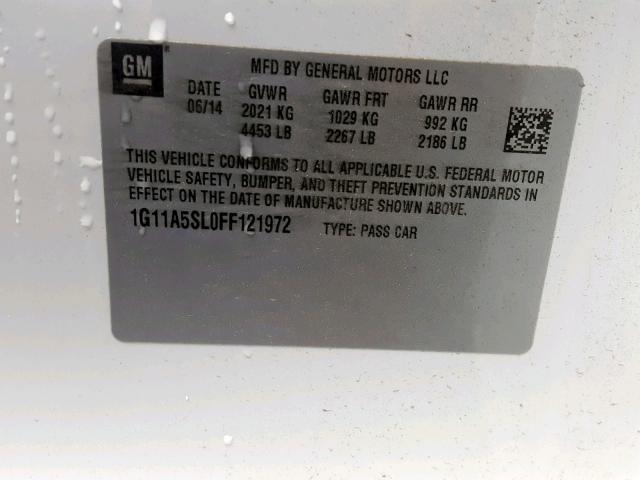 GM
MFD BY GENERAL MOTORS LLC
DATE GVWR GAWR FRT GAWR RR
06/14 2021 KG 1029 KG 992 KG
4453 LB 2267 LB 2186 LB
THIS VEHICLE CONFORMS TO ALL APPLICABLE U.S. FEDERAL MOTOR
VEHICLE SAFETY, BUMPER, AND THEFT PREVENTION STANDARDS IN
EFFECT ON THE DATE OF MANUFACTURE SHOWN ABOVE.
1G11A5SL0FF121972 TYPE: PASS CAR